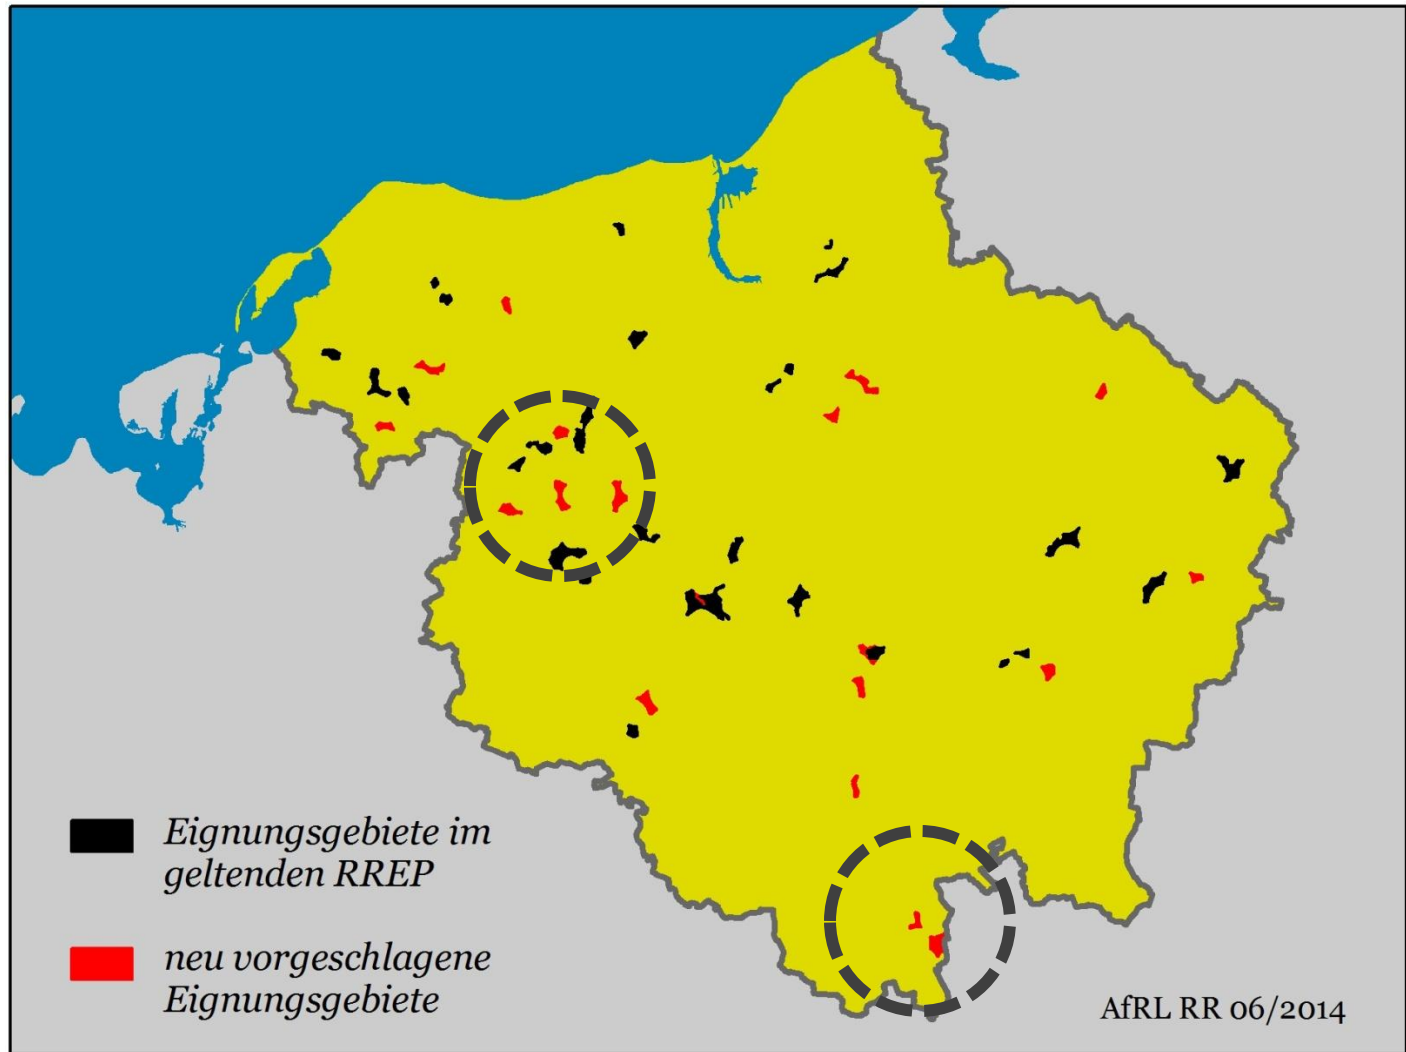 Eignungsgebiete im
geltenden RREP
neu vorgeschlagene
Eignungsgebiete
AfRL RR 06/2014